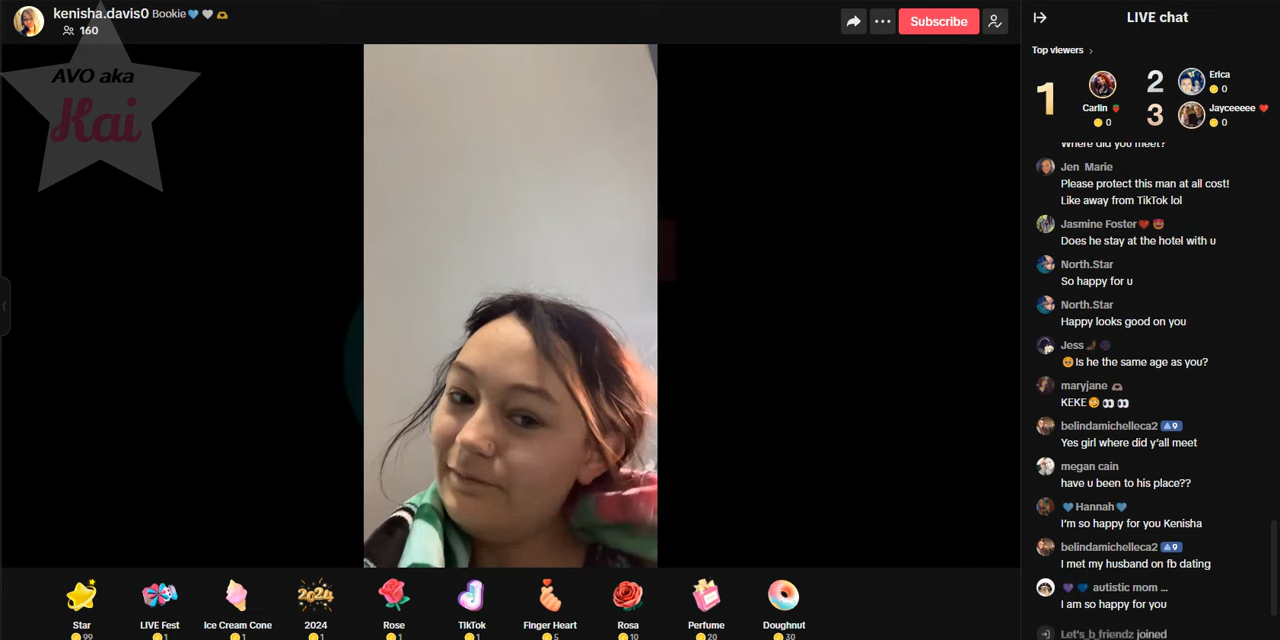 kenisha.davis0 Bookie💙🤍🫶
160
Subscribe
AVO aka
Kai
LIVE chat
Top viewers
1
Carlin 🌹
0
2
Erica
0
3
Jayceeeee ❤️
0
Where did you meet?
Jen Marie
Please protect this man at all cost!
Like away from TikTok lol
Jasmine Foster❤️😍
Does he stay at the hotel with u
North.Star
So happy for u
North.Star
Happy looks good on you
Jess
🥺Is he the same age as you?
maryjane 🫶
KEKE🥺👀👀
belindamichelleca2 9
Yes girl where did y'all meet
megan cain
have u been to his place??
💙Hannah💙
I'm so happy for you Kenisha
belindamichelleca2 9
I met my husband on fb dating
💜💙 autistic mom ...
I am so happy for you
Let's_b_friendz joined
Star
99
LIVE Fest
1
Ice Cream Cone
1
2024
2024
1
Rose
1
TikTok
1
Finger Heart
5
Rosa
10
Perfume
20
Doughnut
30